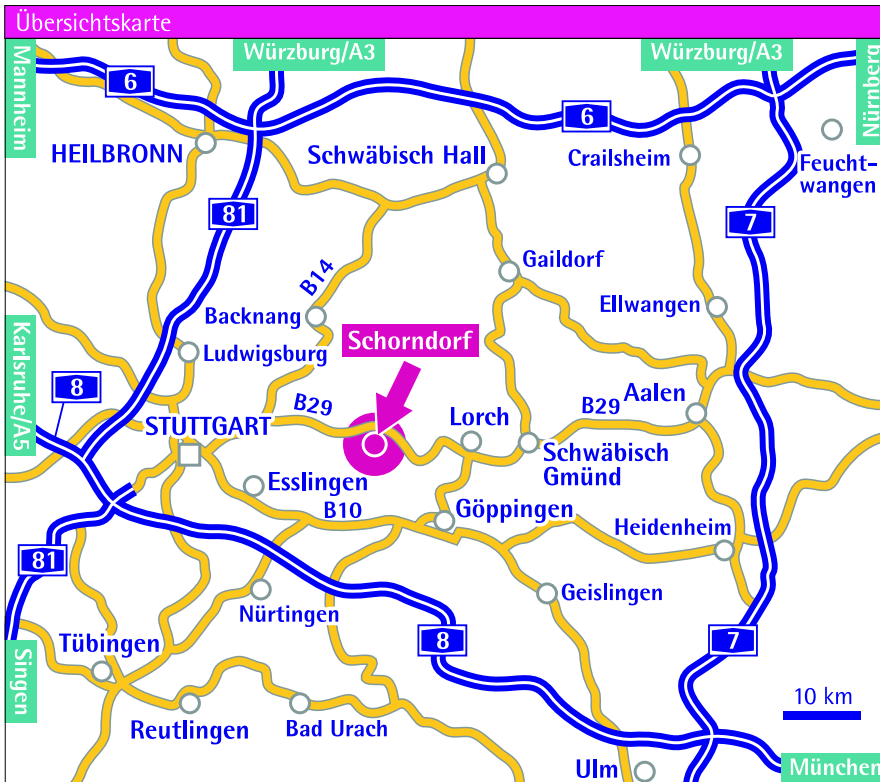 Übersichtskarte
Mannheim
Würzburg/A3
Würzburg/A3
Nürnberg
6
6
HEILBRONN
Schwäbisch Hall
Crailsheim
Feucht-
wangen
81
7
B14
Gaildorf
Ellwangen
Backnang
Karlsruhe/A5
Ludwigsburg
Schorndorf
8
B29
STUTTGART
Lorch
B29
Aalen
Schwäbisch
Gmünd
Esslingen
B10
Göppingen
Heidenheim
81
Nürtingen
Geislingen
Tübingen
8
7
Singen
Reutlingen
Bad Urach
10 km
Ulm
München